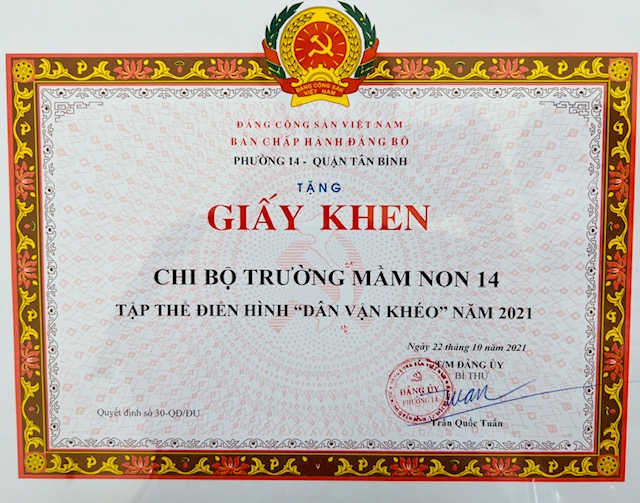 ĐẢNG CỘNG SẢN
VIỆT NAM
ĐẢNG CỘNG SẢN VIỆT NAM
BAN CHẤP HÀNH ĐẢNG BỘ
PHƯỜNG 14 - QUẬN TÂN BÌNH
TẶNG
GIẤY KHEN
CHI BỘ TRƯỜNG MẦM NON 14
TẬP THỂ ĐIỂN HÌNH “DÂN VẬN KHÉO” NĂM 2021
Ngày 22 tháng 10 năm 2021
T/M ĐẢNG ỦY
BÍ THƯ
ĐẢNG ỦY
PHƯỜNG 14
Quyết định số 30-QĐ/ĐU
Trần Quốc Tuấn